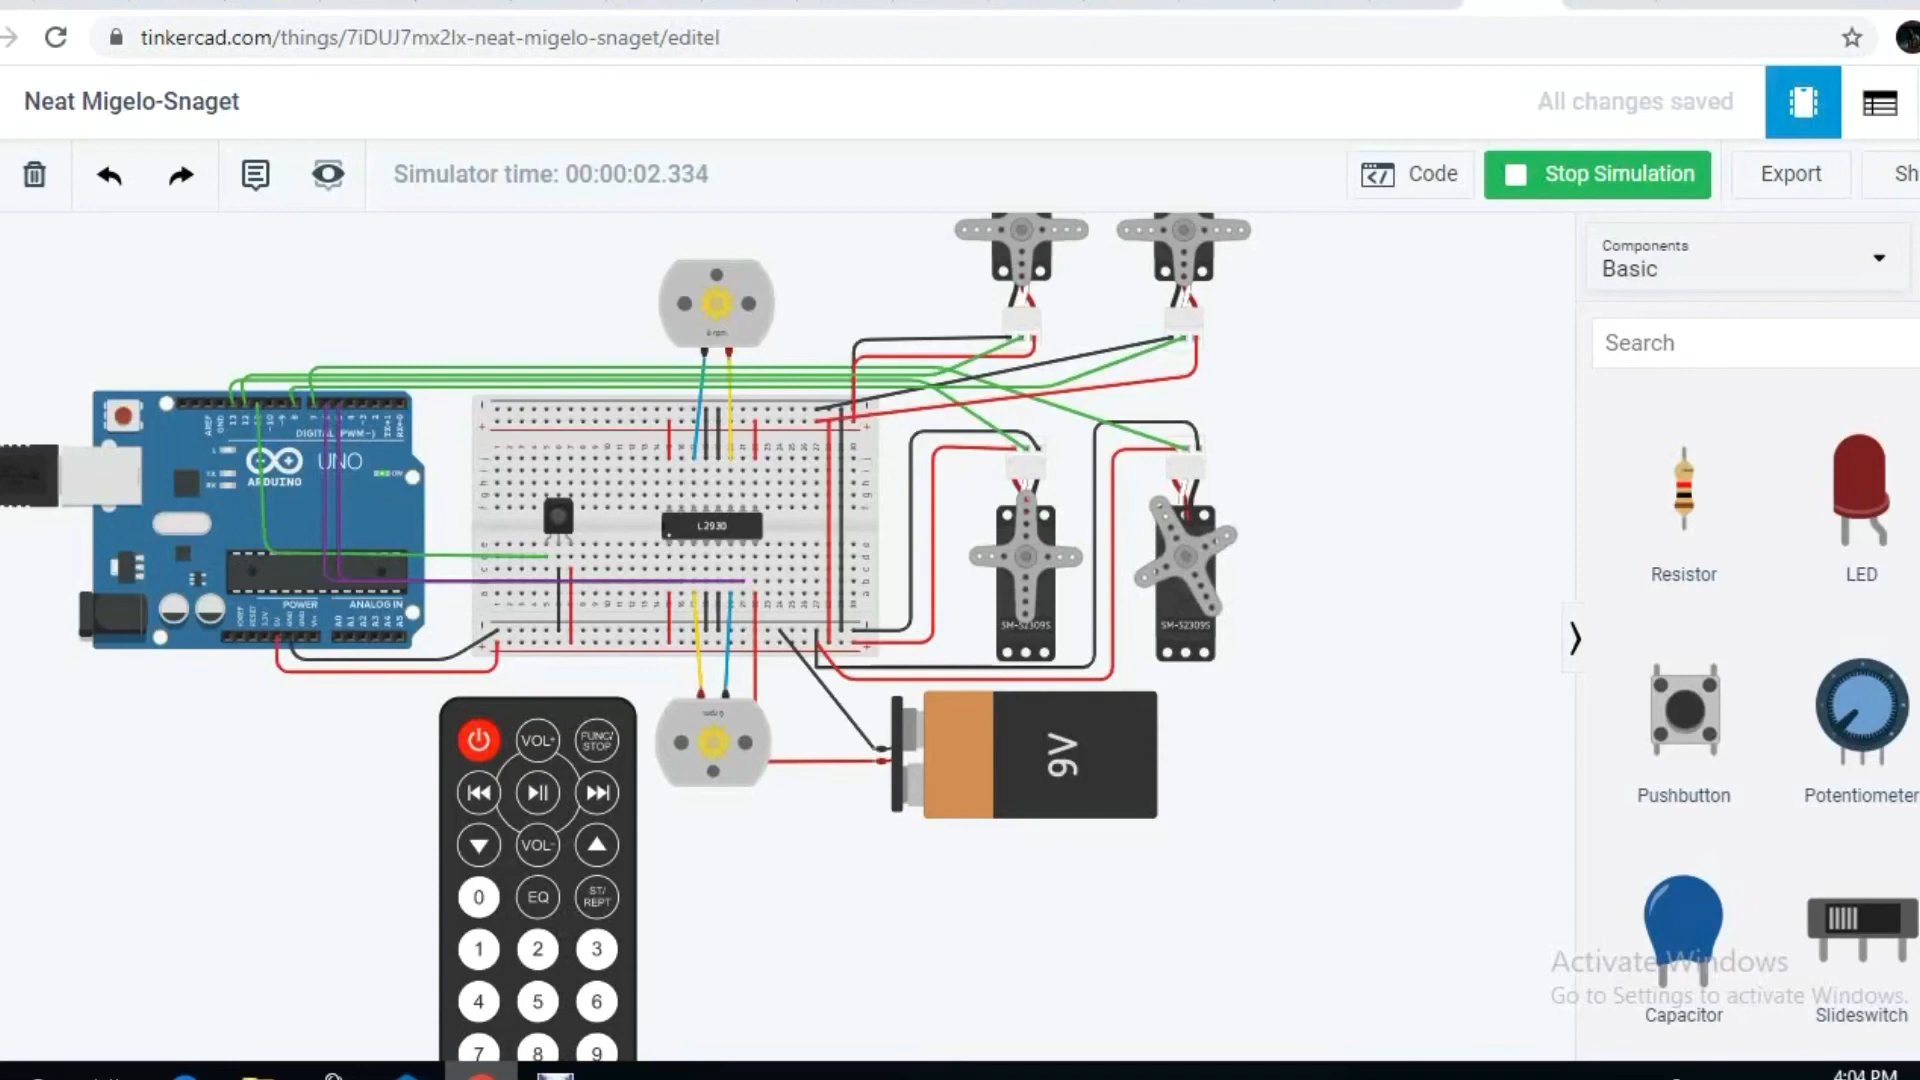 tinkercad.com/things/7iDUJ7mx2lx-neat-migelo-snaget/editel
Neat Migelo-Snaget
All changes saved
Simulator time: 00:00:02.334
Code
Stop Simulation
Export
Sh
Components
Basic
Search
Resistor
LED
Pushbutton
Potentiometer
Capacitor
Slideswitch
Activate Windows
Go to Settings to activate Windows.
DIGITAL (PWM~)
UNO
ARDUINO
POWER
ANALOG IN
L293D
SM-S2309S
SM-S2309S
9V
VOL+
FUNC/
STOP
VOL-
0
EQ
ST/
REPT
1
2
3
4
5
6
7
8
9
4:04 PM